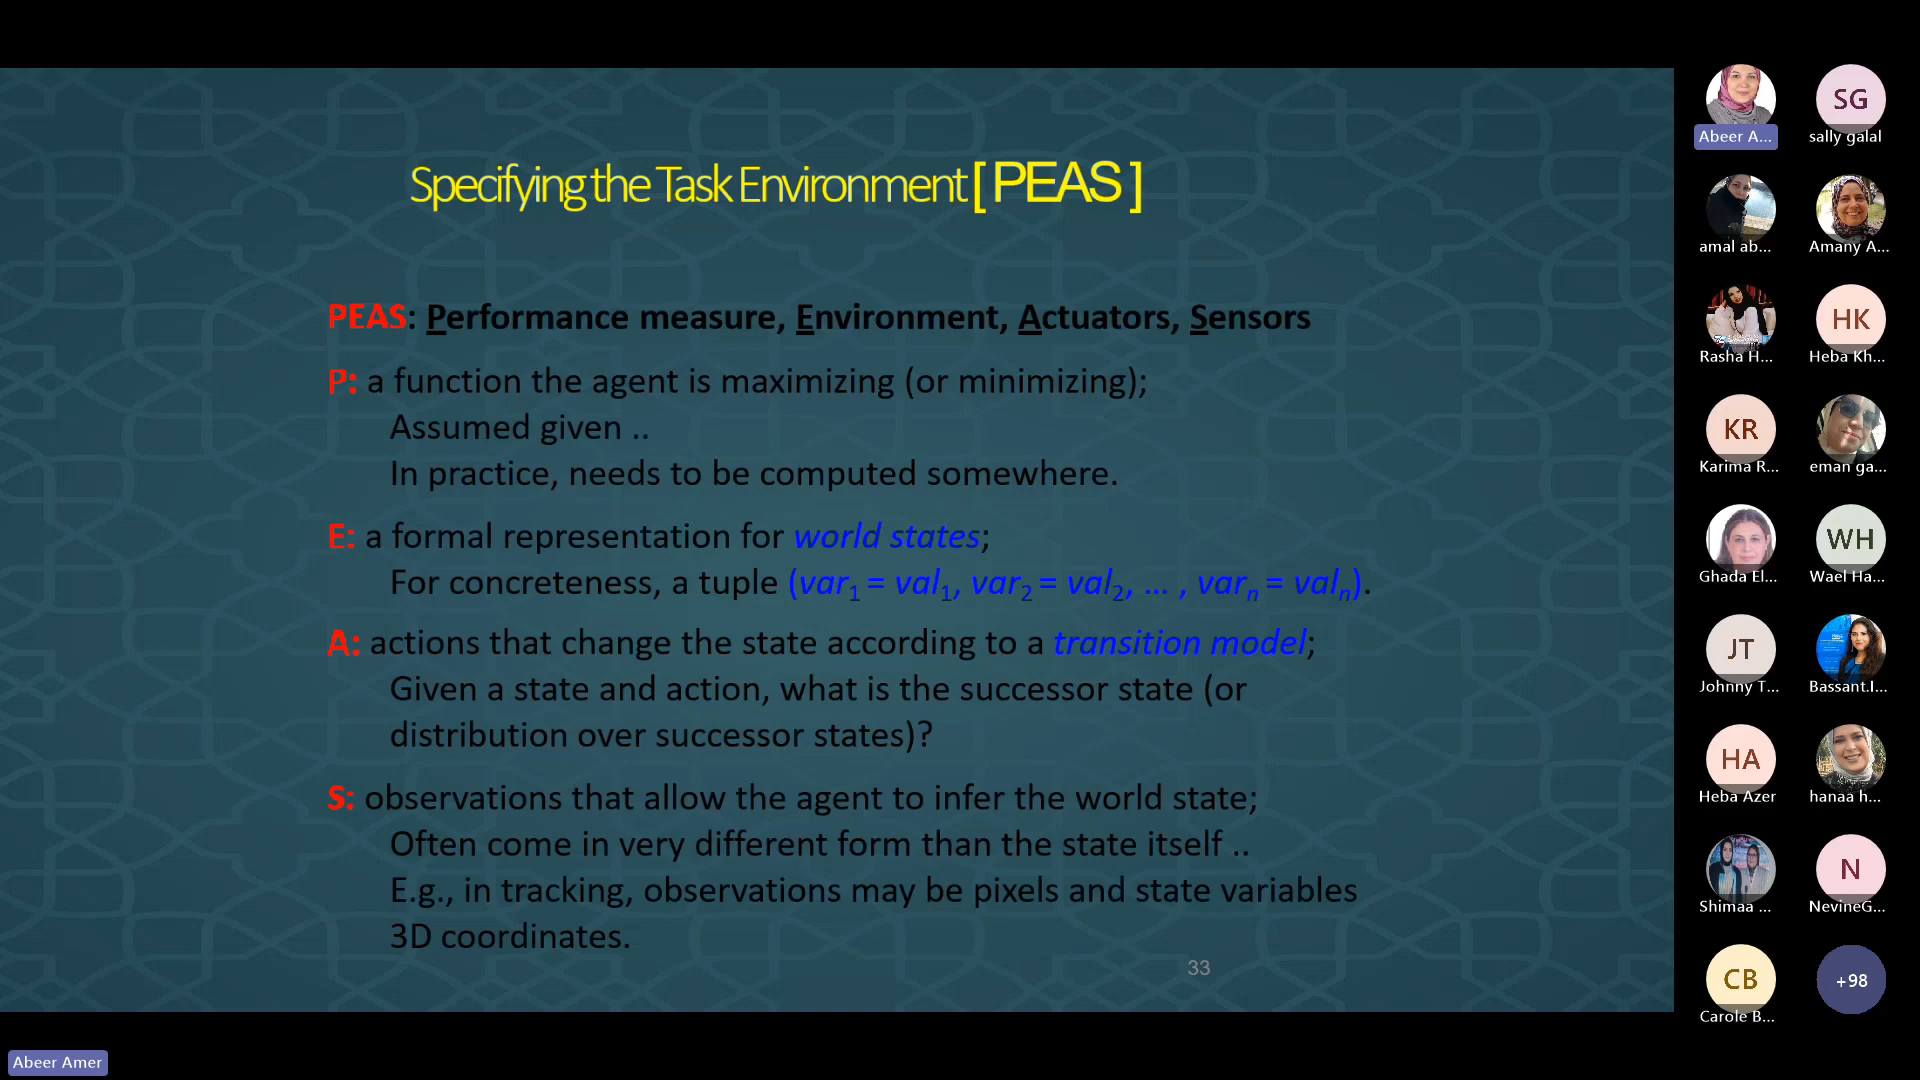 Specifying the Task Environment [ PEAS ]
PEAS: Performance measure, Environment, Actuators, Sensors
P: a function the agent is maximizing (or minimizing);
Assumed given ..
In practice, needs to be computed somewhere.
E: a formal representation for world states;
For concreteness, a tuple (var1 = val1, var2 = val2, … , varn = valn).
A: actions that change the state according to a transition model;
Given a state and action, what is the successor state (or
distribution over successor states)?
S: observations that allow the agent to infer the world state;
Often come in very different form than the state itself ..
E.g., in tracking, observations may be pixels and state variables
3D coordinates.
33
Abeer A...
SG
sally galal
amal ab...
Amany A...
Rasha H...
HK
Heba Kh...
KR
Karima R...
eman ga...
Ghada El...
WH
Wael Ha...
JT
Johnny T...
Bassant.I...
HA
Heba Azer
hanaa h...
Shimaa ...
N
NevineG...
CB
Carole B...
+98
Abeer Amer